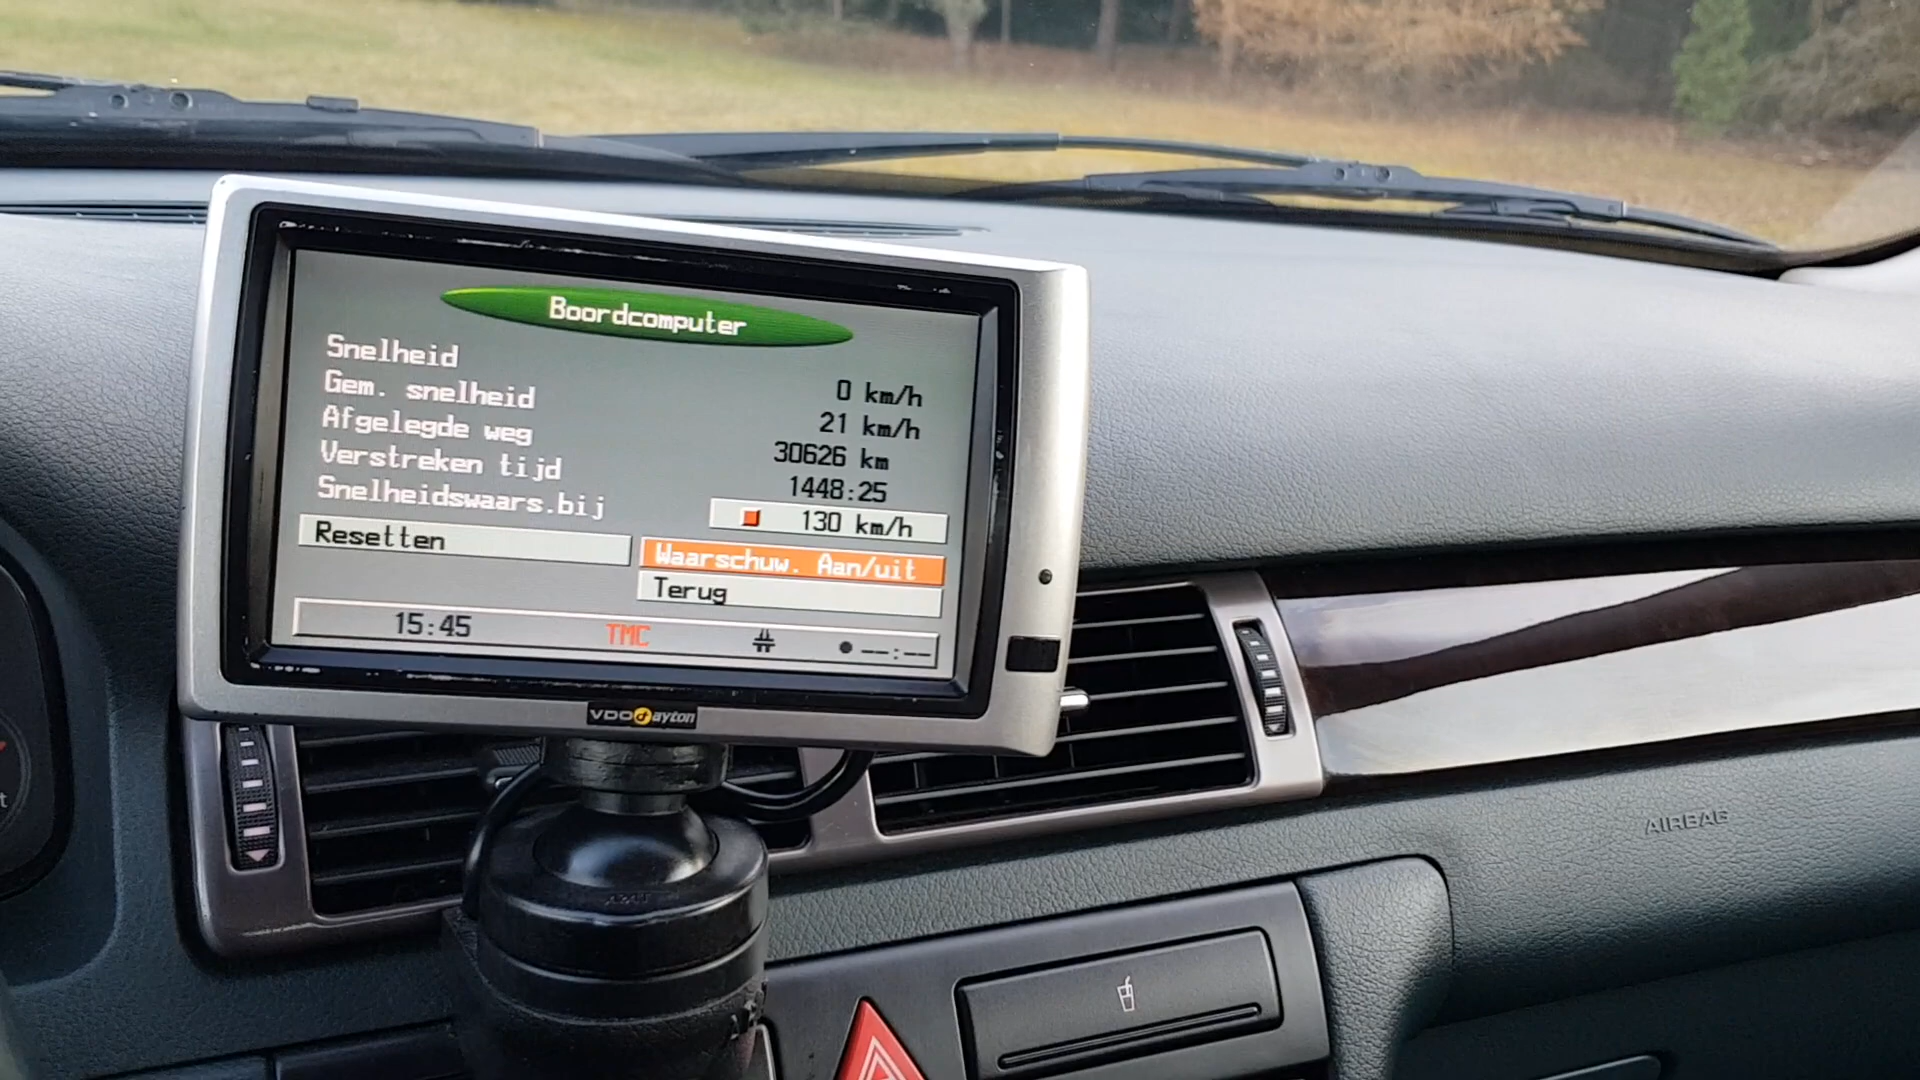 Boordcomputer
Snelheid 0 km/h
Gem. snelheid 21 km/h
Afgelegde weg 30626 km
Verstreken tijd 1448:25
Snelheidswaars.bij 130 km/h
Resetten Waarschuw. Aan/uit
Terug
15:45 TMC --:--
VDO dayton
AIRBAG